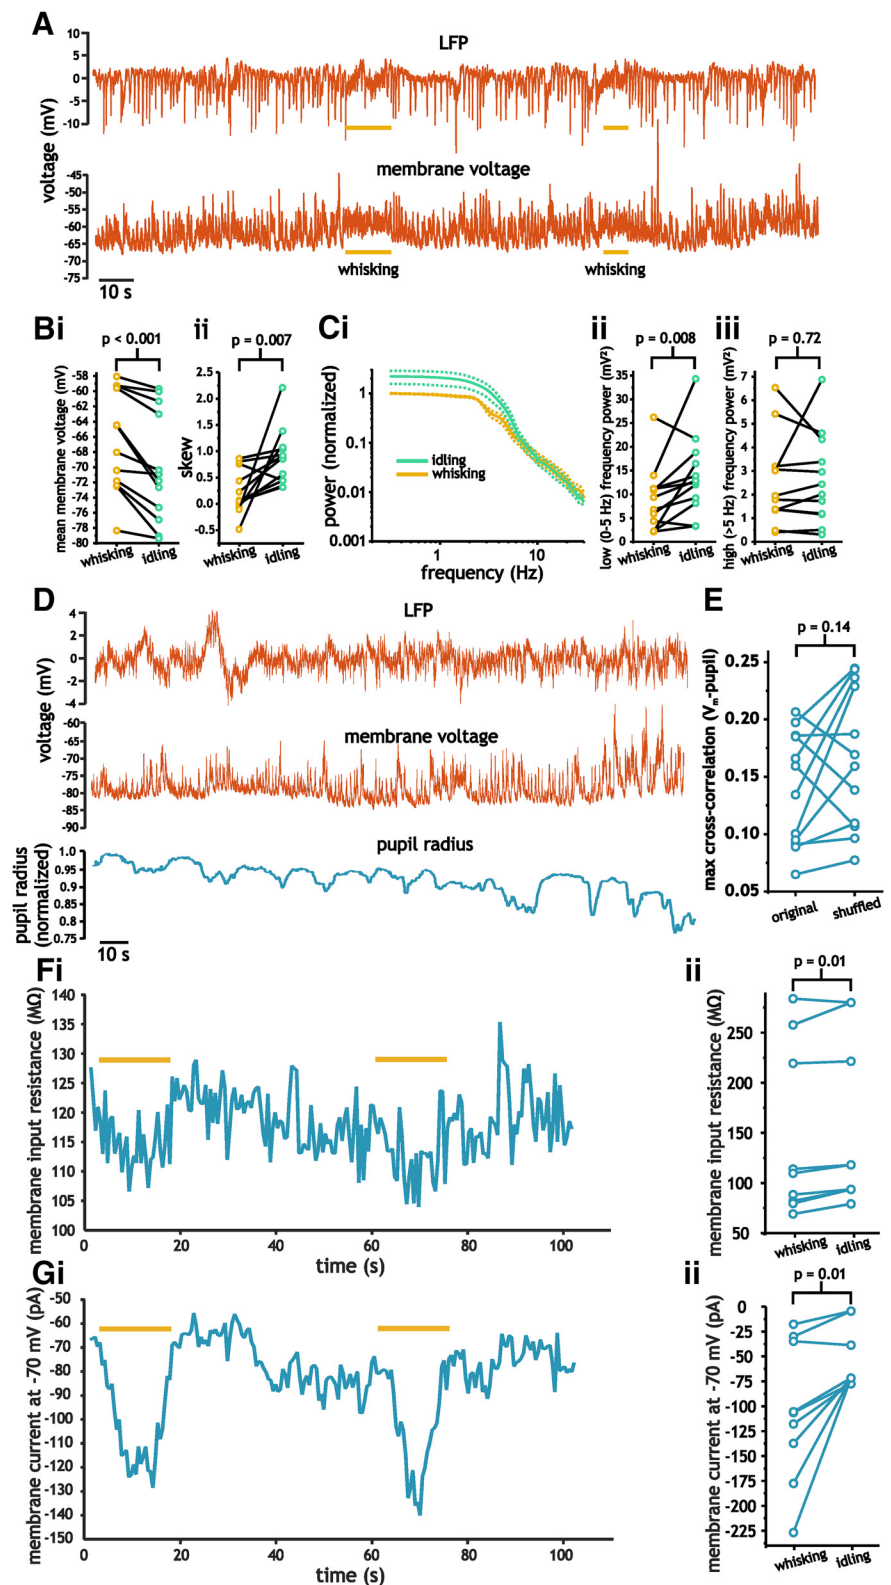 A
LFP
voltage (mV)
10
5
0
-5
-10
membrane voltage
-45
-50
-55
-60
-65
-70
-75
whisking
whisking
10 s
Bi
p < 0.001
mean membrane voltage (mV)
-58
-60
-62
-64
-66
-68
-70
-72
-74
-76
-78
-80
whisking
idling
ii
p = 0.007
skew
2.5
2.0
1.5
1.0
0.5
0.0
-0.5
whisking
idling
Ci
power (normalized)
1
0.1
0.01
0.001
idling
whisking
1
10
frequency (Hz)
ii
p = 0.008
low (0-5 Hz) frequency power (mV²)
35
30
25
20
15
10
5
0
whisking
idling
iii
p = 0.72
high (>5 Hz) frequency power (mV²)
7
6
5
4
3
2
1
0
whisking
idling
D
LFP
voltage (mV)
4
2
0
-2
-4
membrane voltage
-60
-65
-70
-75
-80
-85
-90
pupil radius
pupil radius
(normalized)
1.0
0.95
0.9
0.85
0.8
0.75
10 s
E
p = 0.14
max cross-correlation (Vm-pupil)
0.25
0.20
0.15
0.10
0.05
original
shuffled
Fi
membrane input resistance (MΩ)
140
135
130
125
120
115
110
105
100
0
20
40
60
80
100
time (s)
ii
p = 0.01
membrane input resistance (MΩ)
250
200
150
100
50
whisking
idling
Gi
membrane current at -70 mV (pA)
-50
-60
-70
-80
-90
-100
-110
-120
-130
-140
-150
0
20
40
60
80
100
time (s)
ii
p = 0.01
membrane current at -70 mV (pA)
0
-25
-50
-75
-100
-125
-150
-175
-200
-225
whisking
idling